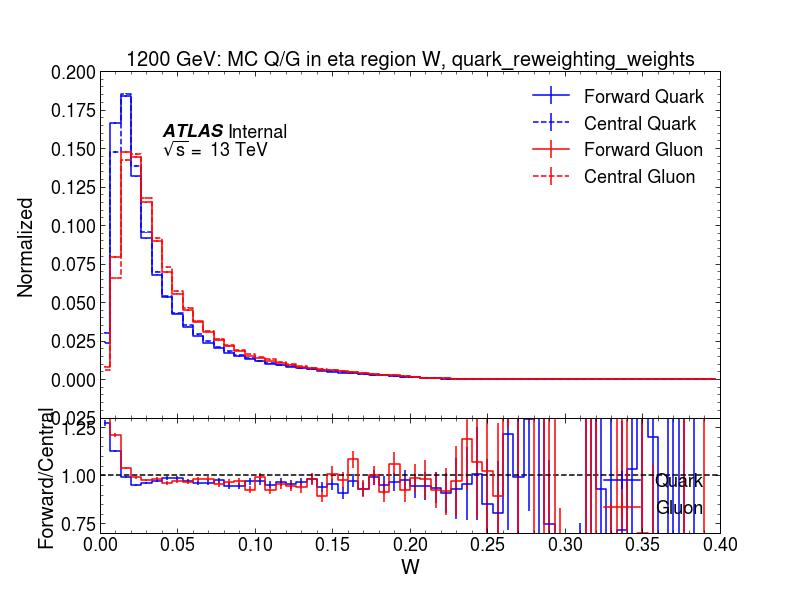 1200 GeV: MC Q/G in eta region W, quark_reweighting_weights
0.200
0.175
0.150
0.125
0.100
0.075
0.050
0.025
0.000
0.025
Normalized
ATLAS Internal
√s = 13 TeV
Forward Quark
Central Quark
Forward Gluon
Central Gluon
1.25
1.00
0.75
Forward/Central
Quark
Gluon
0.00 0.05 0.10 0.15 0.20 0.25 0.30 0.35 0.40
W